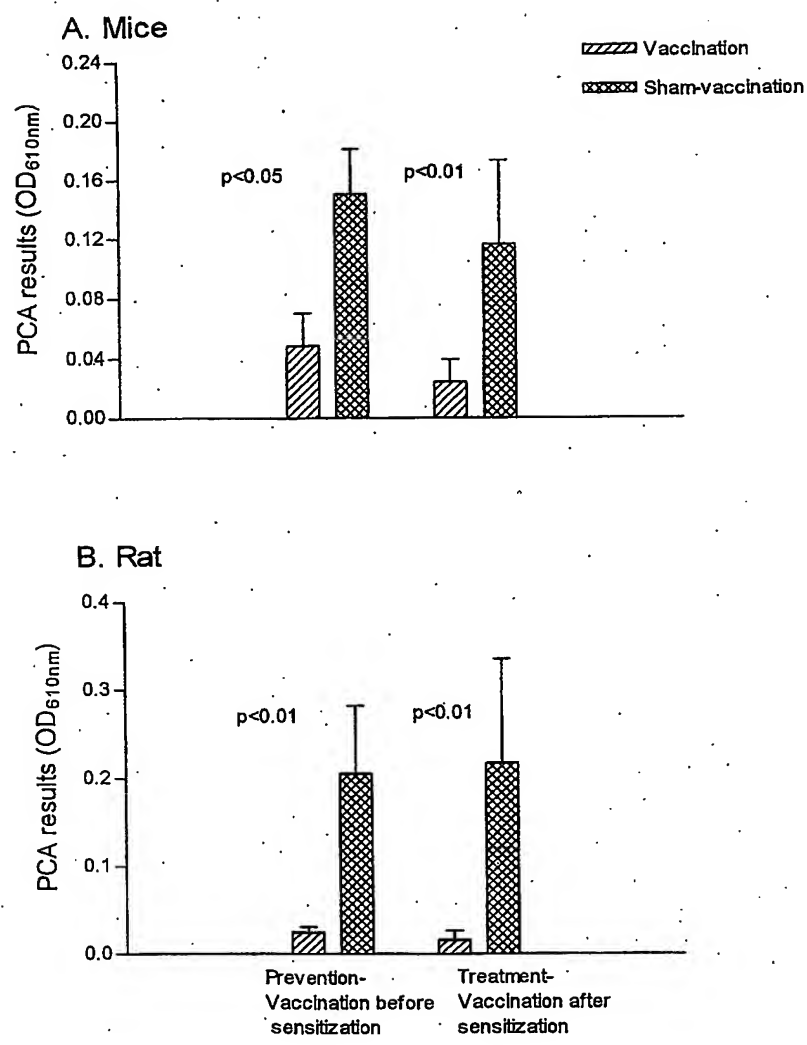 A. Mice
Vaccination
Sham-vaccination
PCA results (OD610nm)
0.24
0.20
0.16
0.12
0.08
0.04
0.00
p<0.05
p<0.01
B. Rat
PCA results (OD610nm)
0.4
0.3
0.2
0.1
0.0
p<0.01
p<0.01
Prevention-
Vaccination before
sensitization
Treatment-
Vaccination after
sensitization